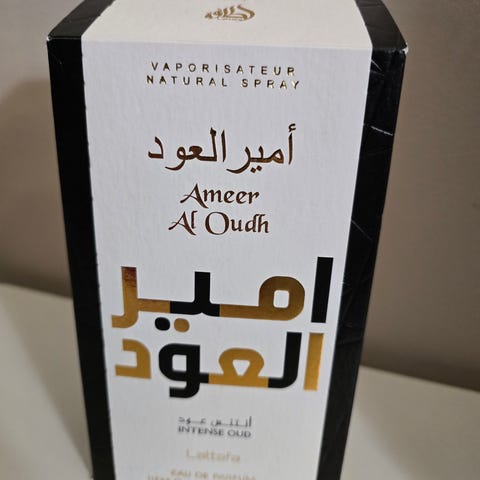 VAPORISATEUR
NATURAL SPRAY
أمير العود
Ameer
Al Oudh
امير
العود
أنتنس عود
INTENSE OUD
Lattafa
EAU DE PARFUM